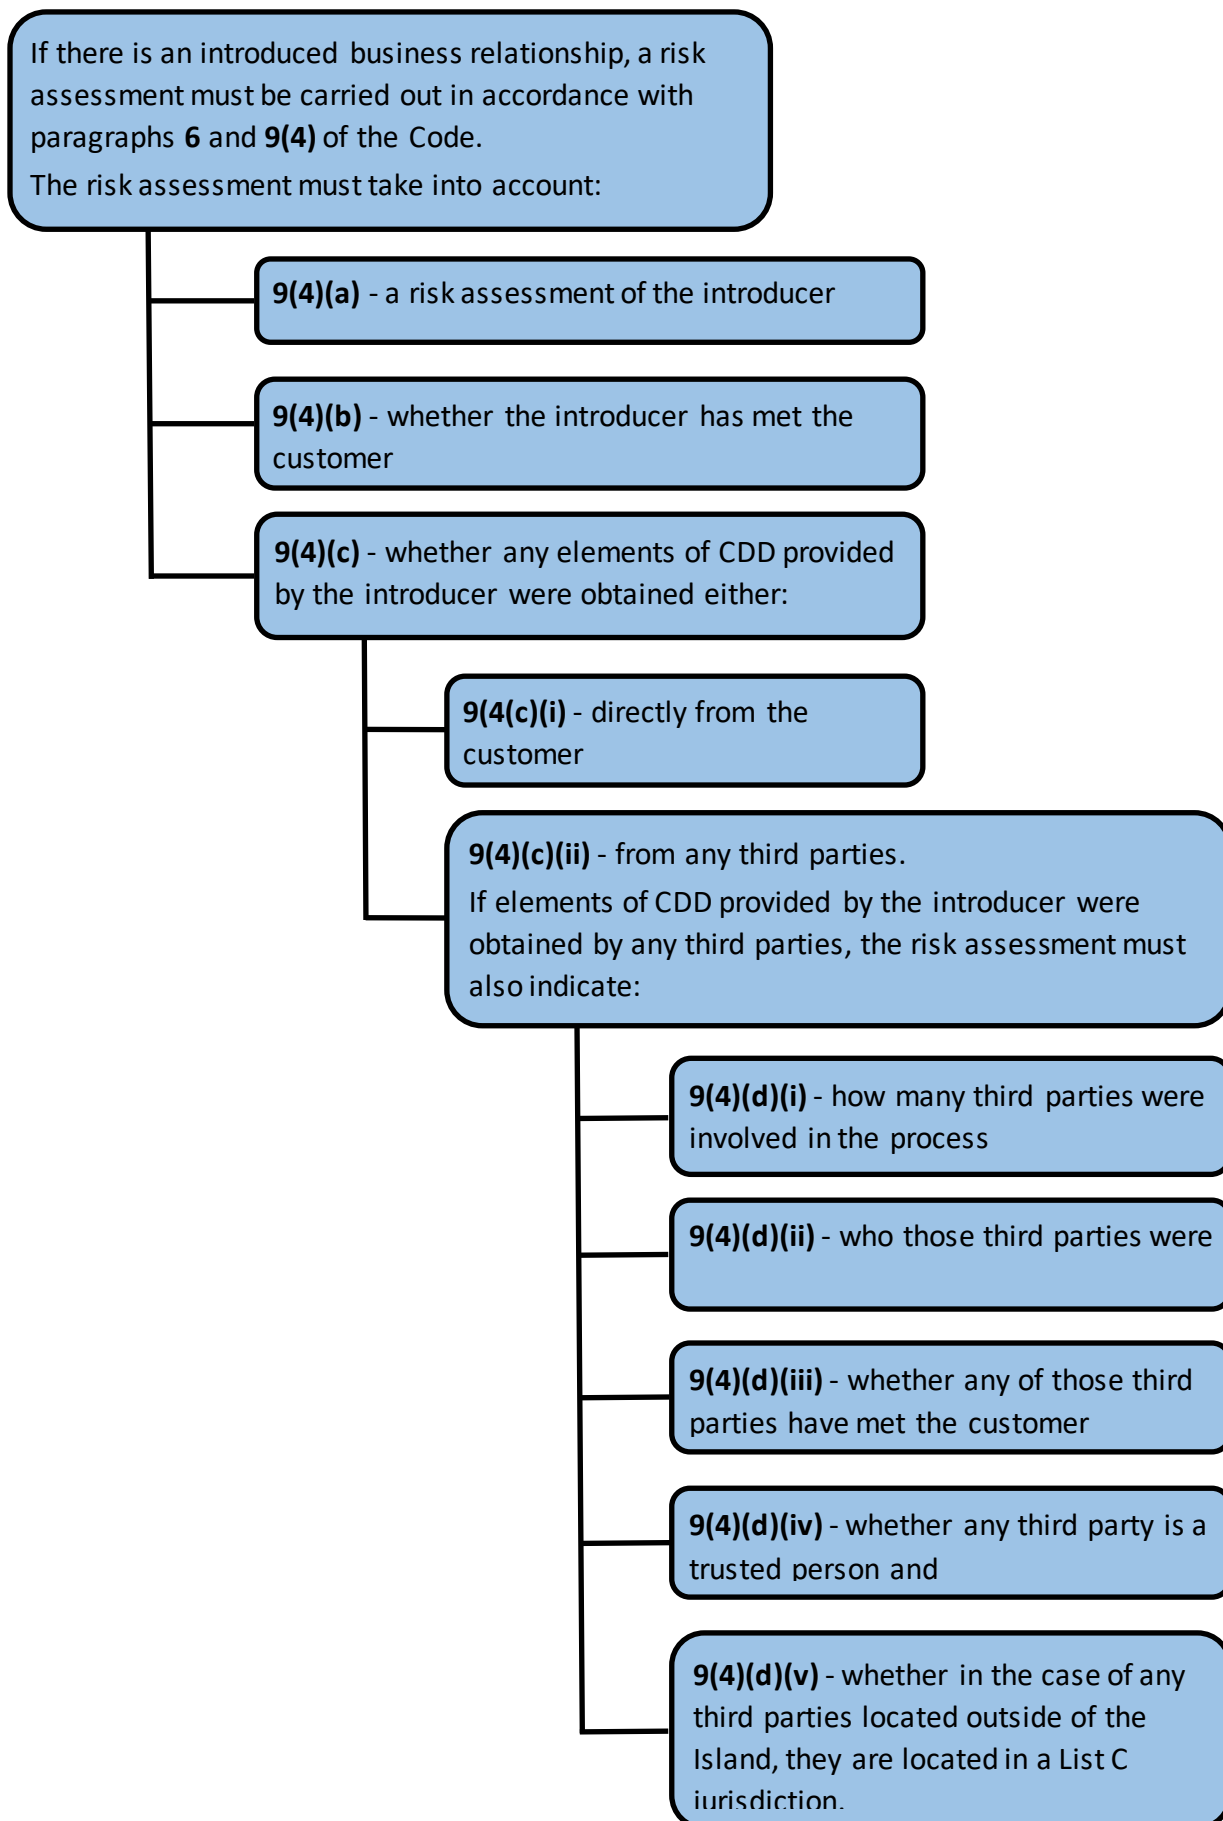 If there is an introduced business relationship, a risk
assessment must be carried out in accordance with
paragraphs 6 and 9(4) of the Code.
The risk assessment must take into account:
9(4)(a) - a risk assessment of the introducer
9(4)(b) - whether the introducer has met the
customer
9(4)(c) - whether any elements of CDD provided
by the introducer were obtained either:
9(4(c)(i) - directly from the
customer
9(4)(c)(ii) - from any third parties.
If elements of CDD provided by the introducer were
obtained by any third parties, the risk assessment must
also indicate:
9(4)(d)(i) - how many third parties were
involved in the process
9(4)(d)(ii) - who those third parties were
9(4)(d)(iii) - whether any of those third
parties have met the customer
9(4)(d)(iv) - whether any third party is a
trusted person and
9(4)(d)(v) - whether in the case of any
third parties located outside of the
Island, they are located in a List C
jurisdiction.